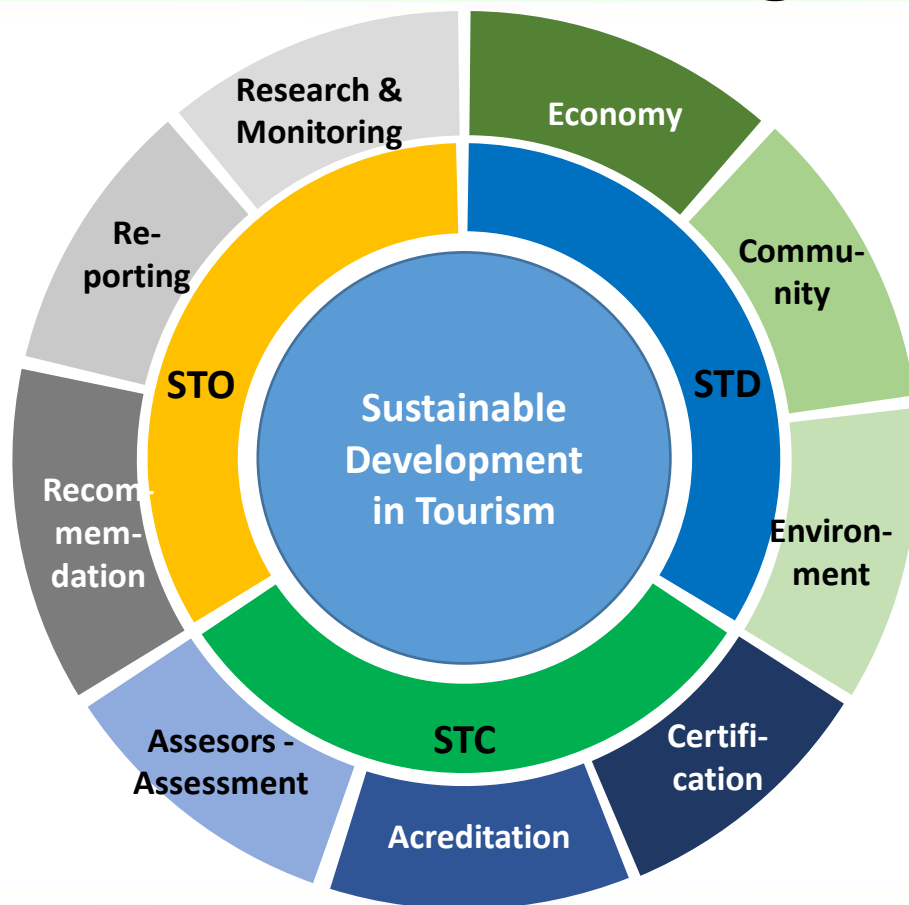 Research &
Monitoring
Economy
Re-
porting
Commu-
nity
STO
STD
Sustainable
Development
in Tourism
Recom-
mem-
dation
Environ-
ment
STC
Assesors -
Assessment
Certifi-
cation
Acreditation